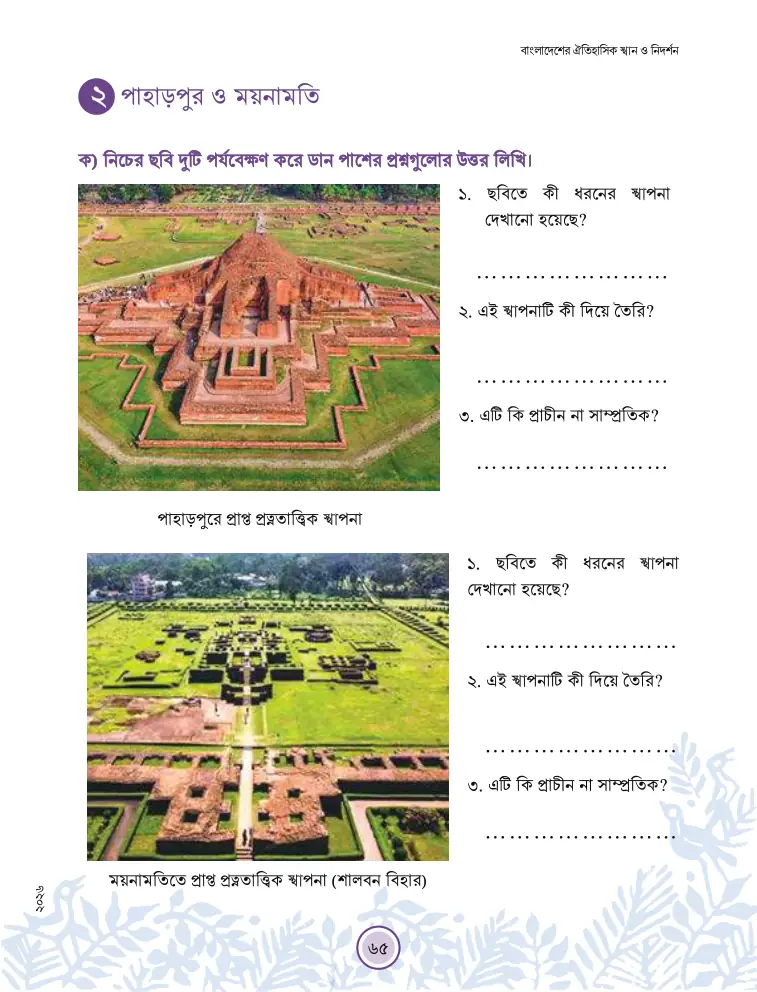 বাংলাদেশের ঐতিহাসিক স্থান ও নিদর্শন
২ পাহাড়পুর ও ময়নামতি
ক) নিচের ছবি দুটি পর্যবেক্ষণ করে ডান পাশের প্রশ্নগুলোর উত্তর লিখি।
১. ছবিতে কী ধরনের স্থাপনা
দেখানো হয়েছে?
……………………
২. এই স্থাপনাটি কী দিয়ে তৈরি?
……………………
৩. এটি কি প্রাচীন না সাম্প্রতিক?
……………………
পাহাড়পুরে প্রাপ্ত প্রত্নতাত্ত্বিক স্থাপনা
১. ছবিতে কী ধরনের স্থাপনা
দেখানো হয়েছে?
……………………
২. এই স্থাপনাটি কী দিয়ে তৈরি?
……………………
৩. এটি কি প্রাচীন না সাম্প্রতিক?
……………………
ময়নামতিতে প্রাপ্ত প্রত্নতাত্ত্বিক স্থাপনা (শালবন বিহার)
২০২৬
৬৫